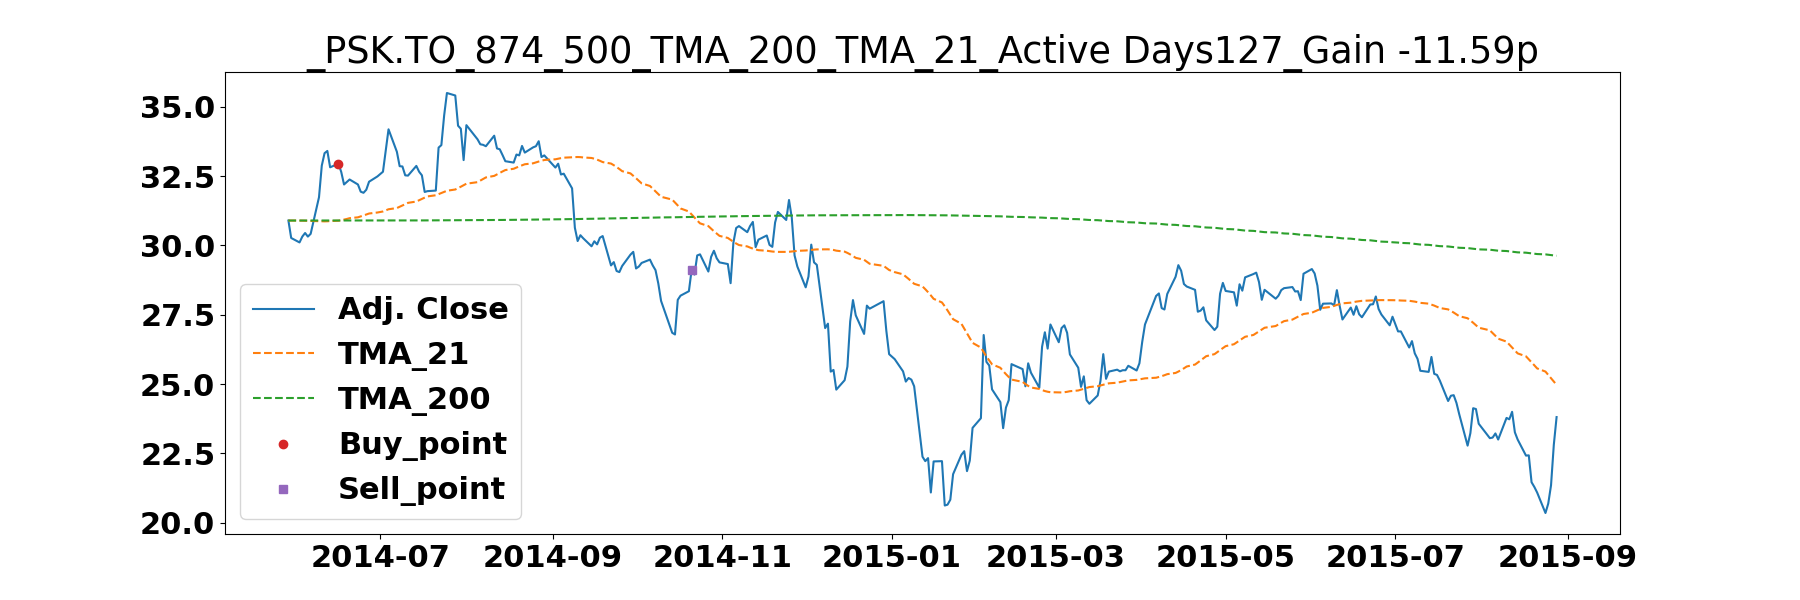 _PSK.TO_874_500_TMA_200_TMA_21_Active Days127_Gain -11.59p
35.0
32.5
30.0
27.5
25.0
22.5
20.0
Adj. Close
TMA_21
TMA_200
Buy_point
Sell_point
2014-07 2014-09 2014-11 2015-01 2015-03 2015-05 2015-07 2015-09